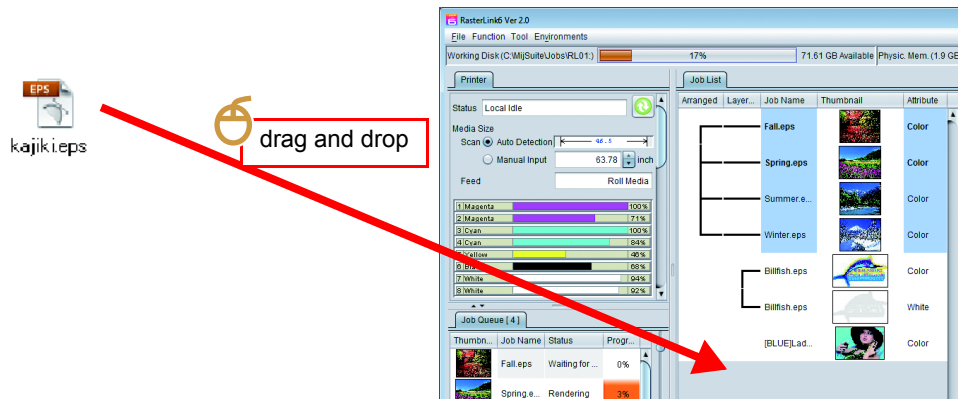 EPS
kajiki.eps
drag and drop
RasterLink6 Ver 2.0
File Function Tool Environments
Working Disk (C:\MijSuite\Jobs\RL01:) 17% 71.61 GB Available Physic. Mem. (1.9 GE
Printer
Status Local Idle
Media Size
Scan Auto Detection
Manual Input 63.78 inch
Feed Roll Media
1 Magenta 100%
2 Magenta 71%
3 Cyan 100%
4 Cyan 84%
Yellow 46%
6 68%
7 White 94%
8 White 92%
Job Queue [ 4 ]
Thumbn... Job Name Status Progr...
Fall.eps Waiting for ... 0%
Spring.e... Rendering 3%
Job List
Arranged Layer... Job Name Thumbnail Attribute
Fall.eps Color
Spring.eps Color
Summer.e... Color
Winter.eps Color
Billfish.eps Color
Billfish.eps White
[BLUE]Lad... Color